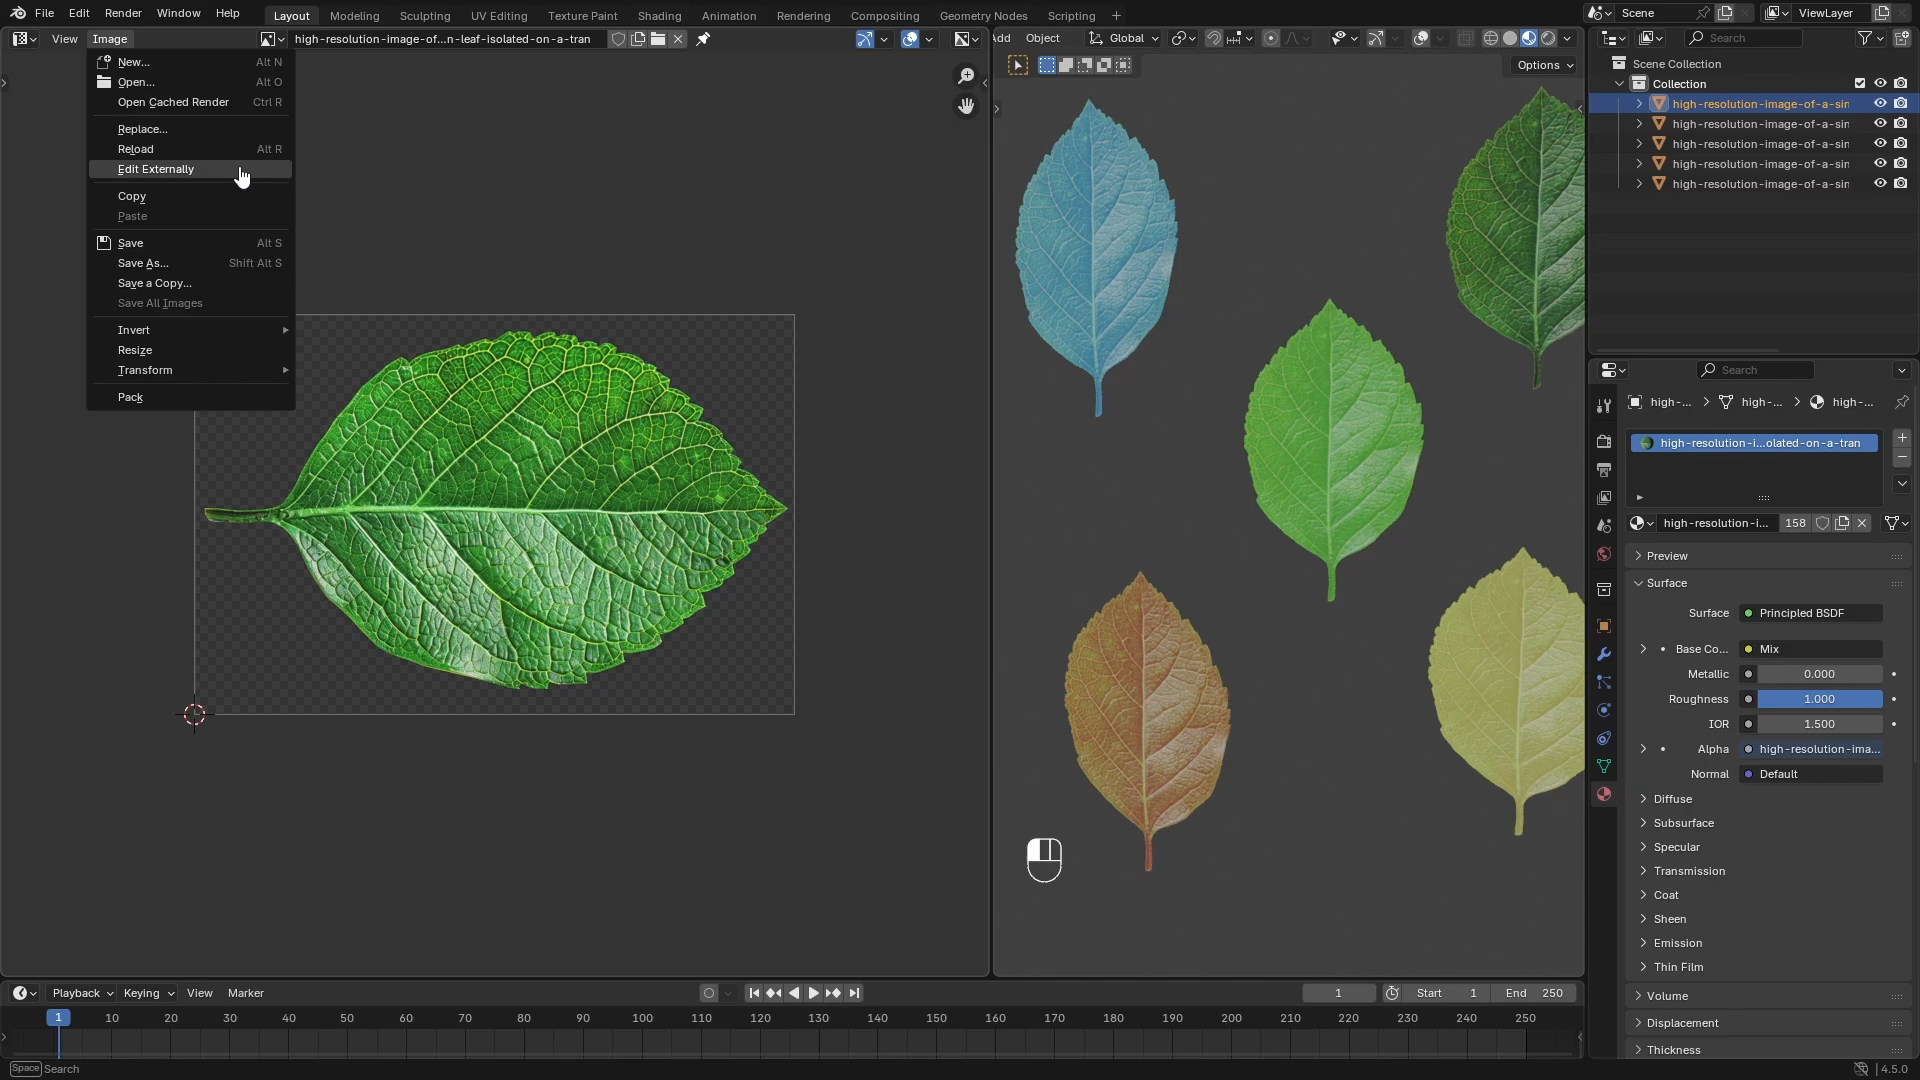 File Edit Render Window Help Layout Modeling Sculpting UV Editing Texture Paint Shading Animation Rendering Compositing Geometry Nodes Scripting + Scene ViewLayer
View Image high-resolution-image-of...n-leaf-isolated-on-a-tran
Add Object Global
Options
Search
New... Alt N
Open... Alt O
Open Cached Render Ctrl R
Replace...
Reload Alt R
Edit Externally
Copy
Paste
Save Alt S
Save As... Shift Alt S
Save a Copy...
Save All Images
Invert
Resize
Transform
Pack
Scene Collection
Collection
high-resolution-image-of-a-sin
high-resolution-image-of-a-sin
high-resolution-image-of-a-sin
high-resolution-image-of-a-sin
high-resolution-image-of-a-sin
Search
high-... high-... high-...
high-resolution-i...olated-on-a-tran
high-resolution-i... 158
Preview
Surface
Surface Principled BSDF
Base Co... Mix
Metallic 0.000
Roughness 1.000
IOR 1.500
Alpha high-resolution-ima...
Normal Default
Diffuse
Subsurface
Specular
Transmission
Coat
Sheen
Emission
Thin Film
Volume
Displacement
Thickness
Playback Keying View Marker 1 Start 1 End 250
1 10 20 30 40 50 60 70 80 90 100 110 120 130 140 150 160 170 180 190 200 210 220 230 240 250
Space Search 4.5.0